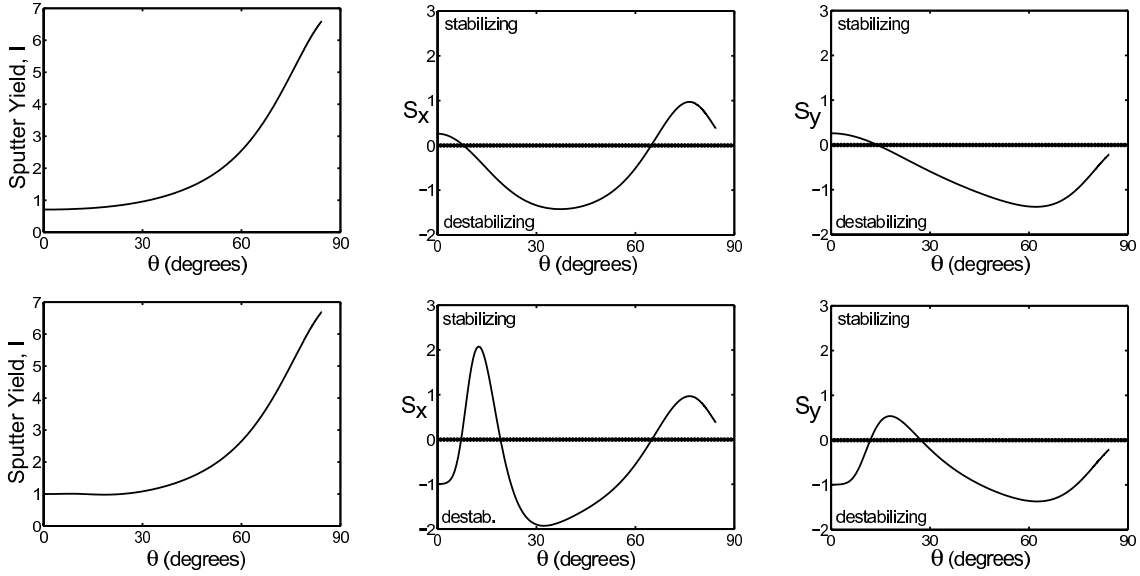 7
6
5
4
3
2
1
0
Sputter Yield, I
0 30 60 90
θ (degrees)
3
2
1
0
−1
−2
Sx
stabilizing
destabilizing
0 30 60 90
θ (degrees)
3
2
1
0
−1
−2
Sy
stabilizing
destabilizing
0 30 60 90
θ (degrees)
7
6
5
4
3
2
1
0
Sputter Yield, I
0 30 60 90
θ (degrees)
3
2
1
0
−1
−2
Sx
stabilizing
destab.
0 30 60 90
θ (degrees)
3
2
1
0
−1
−2
Sy
stabilizing
destabilizing
0 30 60 90
θ (degrees)